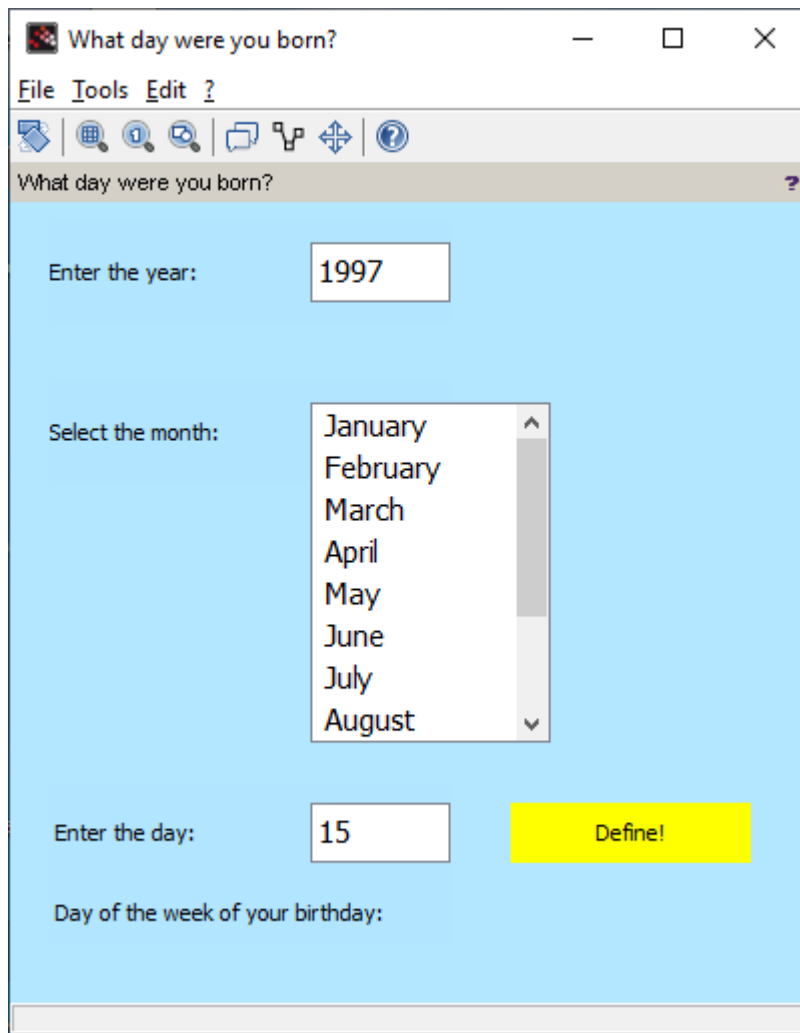 What day were you born?
File Tools Edit ?
What day were you born? ?
Enter the year: 1997
Select the month:
January
February
March
April
May
June
July
August
Enter the day: 15 Define!
Day of the week of your birthday: